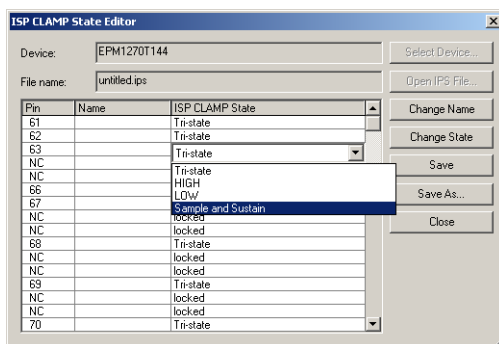 ISP CLAMP State Editor
Device: EPM1270T144 Select Device...
File name: untitled.ips Open IPS File...
Pin Name ISP CLAMP State Change Name
61 Tri-state
62 Tri-state Change State
63 Tri-state
NC Tri-state Save
NC HIGH
66 LOW Save As...
67 Sample and Sustain
NC locked Close
NC locked
68 Tri-state
NC locked
NC locked
69 Tri-state
NC locked
NC locked
70 Tri-state